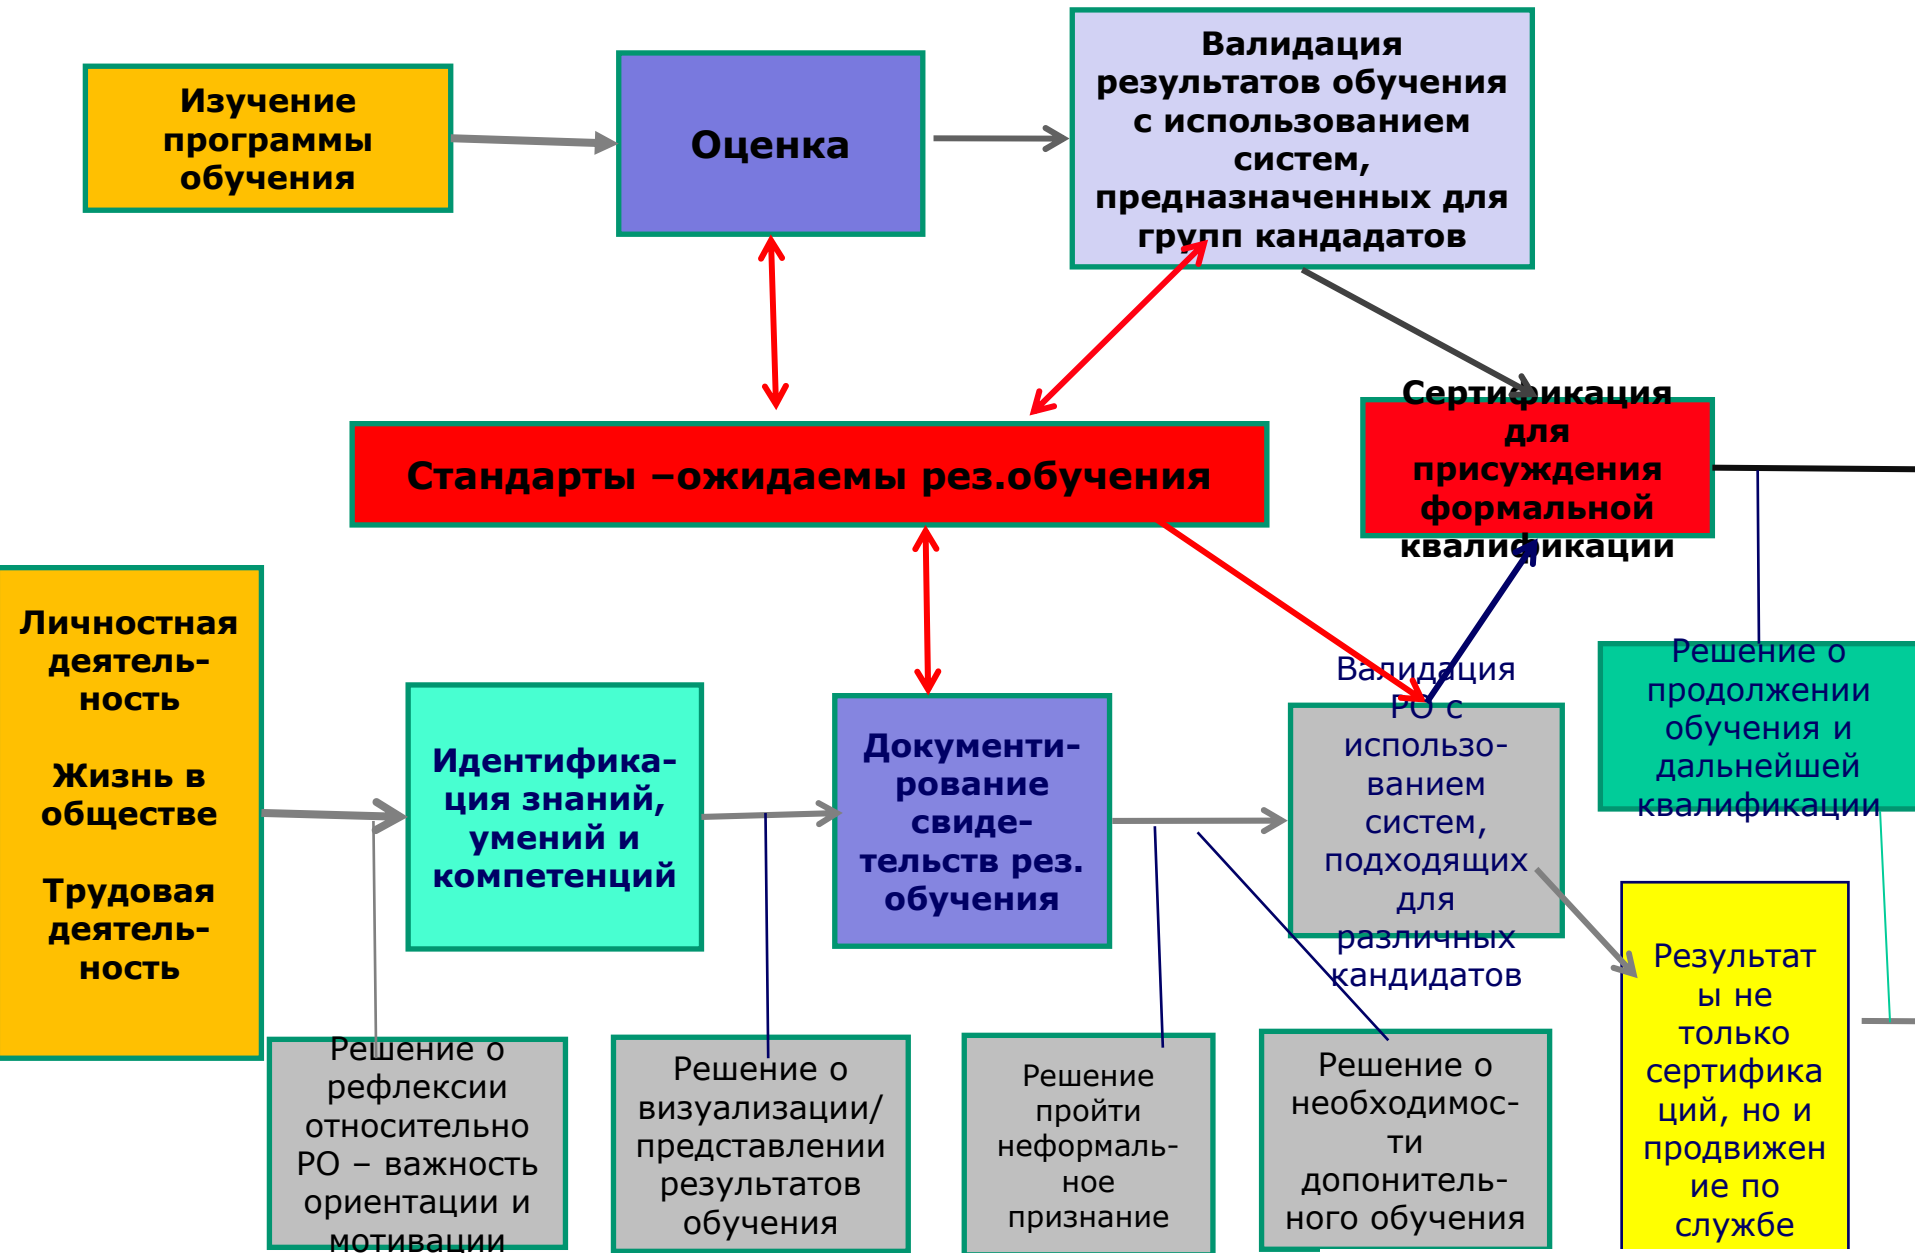 Изучение
программы
обучения
Оценка
Валидация
результатов обучения
с использованием
систем,
предназначенных для
групп кандадатов
Стандарты –ожидаемы рез.обучения
Сертификация
для
присуждения
формальной
квалификации
Личностная
деятель-
ность
Жизнь в
обществе
Трудовая
деятель-
ность
Идентифика-
ция знаний,
умений и
компетенций
Документи-
рование
свиде-
тельств рез.
обучения
Валидация
РО с
использо-
ванием
систем,
подходящих
для
различных
кандидатов
Решение о
продолжении
обучения и
дальнейшей
квалификации
Решение о
рефлексии
относительно
РО – важность
ориентации и
мотивации
Решение о
визуализации/
представлении
результатов
обучения
Решение
пройти
неформаль-
ное
признание
Решение о
необходимос-
ти
допонитель-
ного обучения
Результат
ы не
только
сертифика
ций, но и
продвижен
ие по
службе